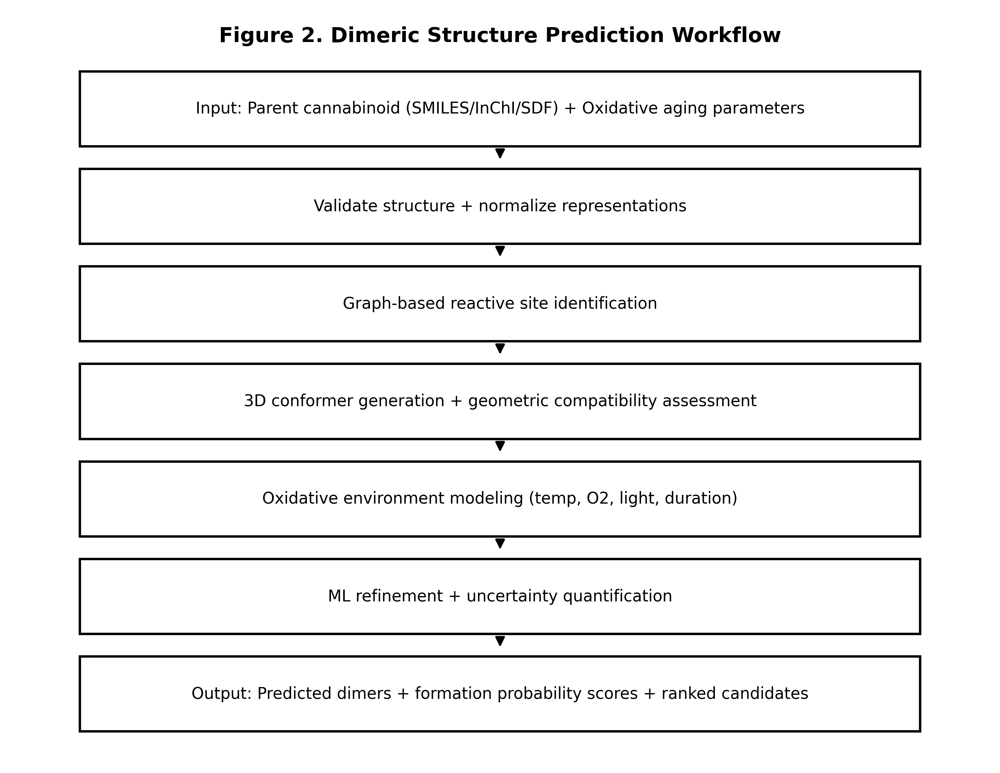 Figure 2. Dimeric Structure Prediction Workflow
Input: Parent cannabinoid (SMILES/InChI/SDF) + Oxidative aging parameters
Validate structure + normalize representations
Graph-based reactive site identification
3D conformer generation + geometric compatibility assessment
Oxidative environment modeling (temp, O2, light, duration)
ML refinement + uncertainty quantification
Output: Predicted dimers + formation probability scores + ranked candidates